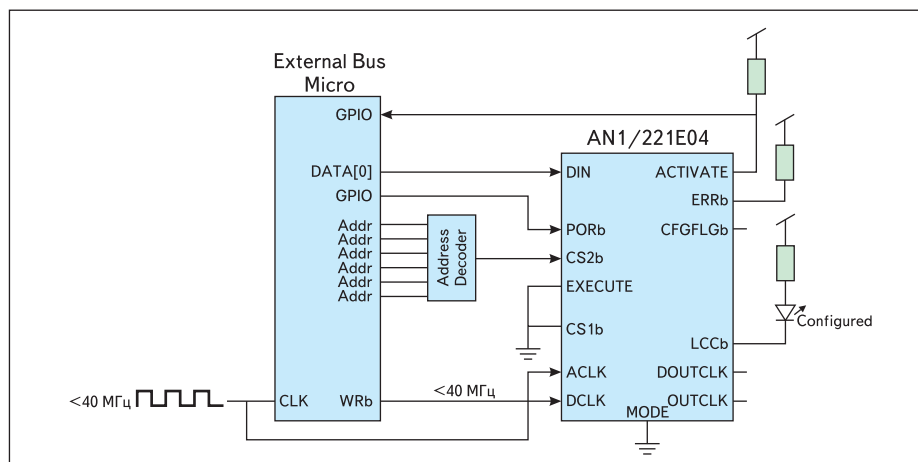 External Bus
Micro
GPIO
DATA[0]
GPIO
Addr
Addr
Addr
Addr
Addr
Addr
Address
Decoder
<40 МГц
CLK
WRb
<40 МГц
AN1/221E04
DIN
PORb
CS2b
EXECUTE
CS1b
ACLK
DCLK
MODE
ACTIVATE
ERRb
CFGFLGb
LCCb
DOUTCLK
OUTCLK
Configured